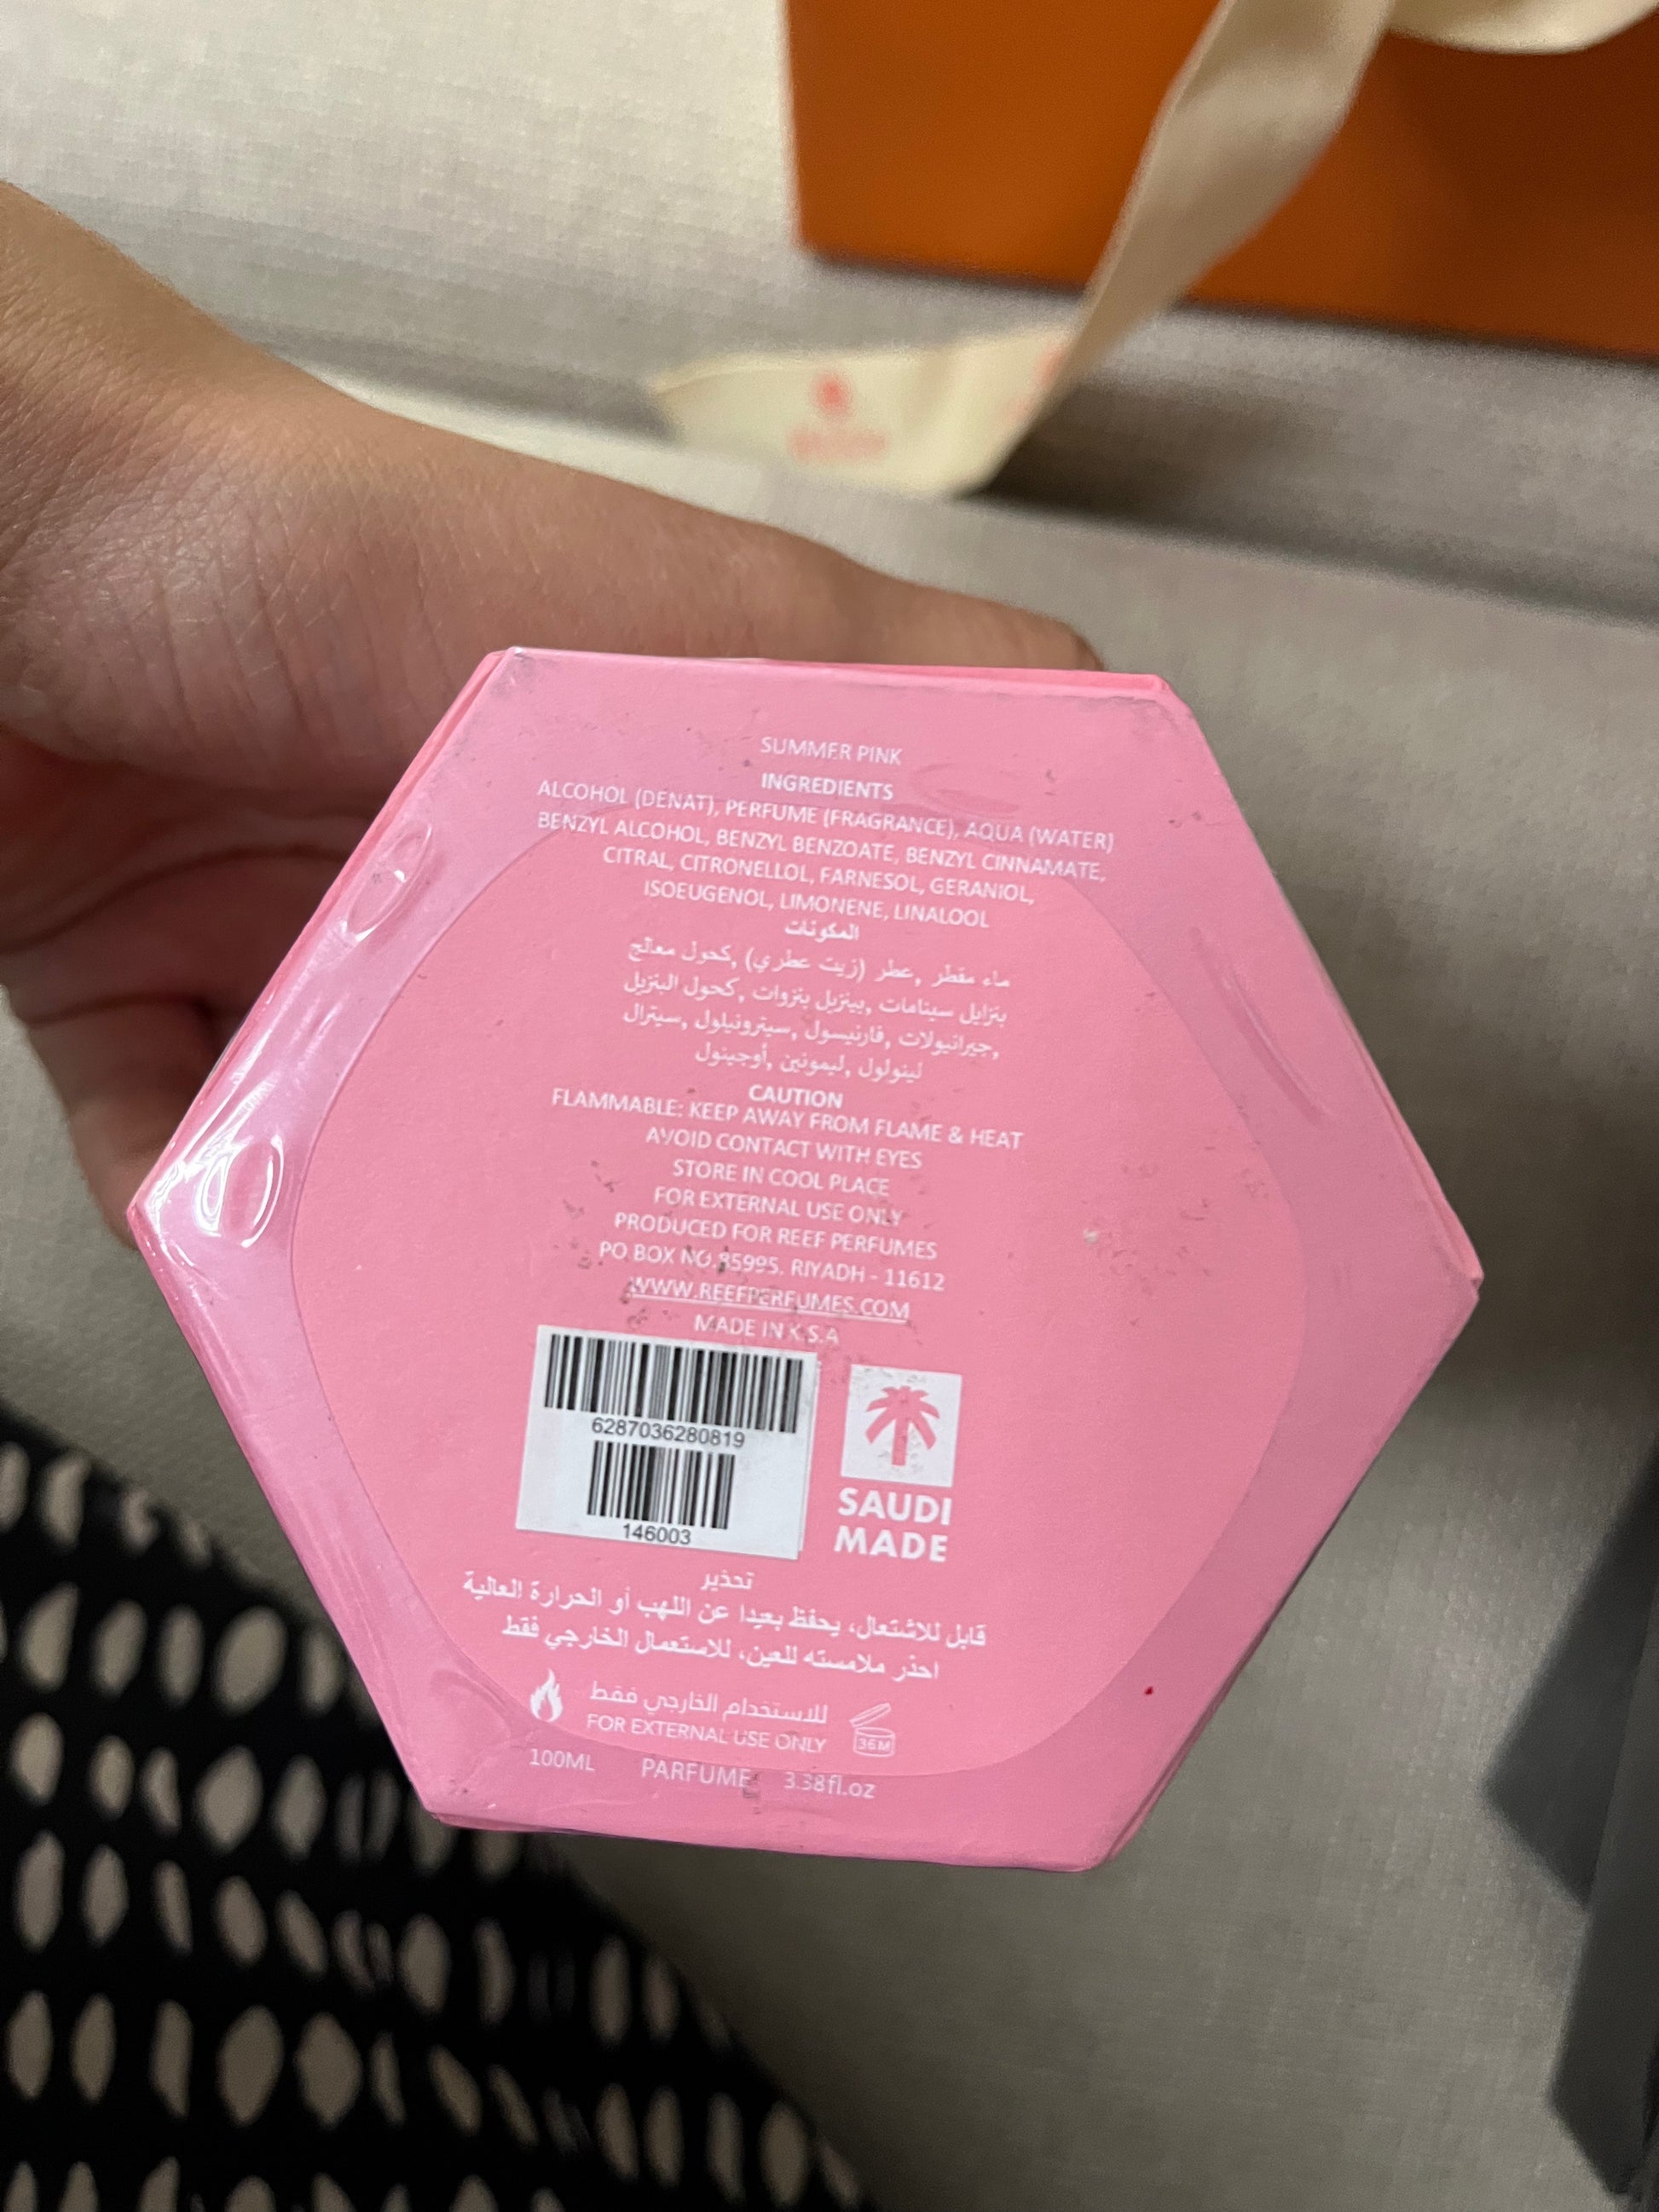 SUMMER PINK
INGREDIENTS
ALCOHOL (DENAT), PERFUME (FRAGRANCE), AQUA (WATER)
BENZYL ALCOHOL, BENZYL BENZOATE, BENZYL CINNAMATE,
CITRAL, CITRONELLOL, FARNESOL, GERANIOL,
ISOEUGENOL, LIMONENE, LINALOOL
المكونات
ماء مقطر ,عطر (زيت عطري) ,كحول معالج
بنزايل سينامات ,بينزيل بنزوات ,كحول البنزيل
,جيرانيولات ,فارنيسول ,سيترونيلول ,سيترال
لينولول ,ليمونين ,أوجينول
CAUTION
FLAMMABLE: KEEP AWAY FROM FLAME & HEAT
AVOID CONTACT WITH EYES
STORE IN COOL PLACE
FOR EXTERNAL USE ONLY
PRODUCED FOR REEF PERFUMES
PO.BOX NO.85995. RIYADH - 11612
WWW.REEFPERFUMES.COM
MADE IN K.S.A
6287036280819
146003
SAUDI
MADE
تحذير
قابل للاشتعال، يحفظ بعيدا عن اللهب أو الحرارة العالية
احذر ملامسته للعين، للاستعمال الخارجي فقط
للاستخدام الخارجي فقط
FOR EXTERNAL USE ONLY
36M
100ML PARFUME 3.38fl.oz